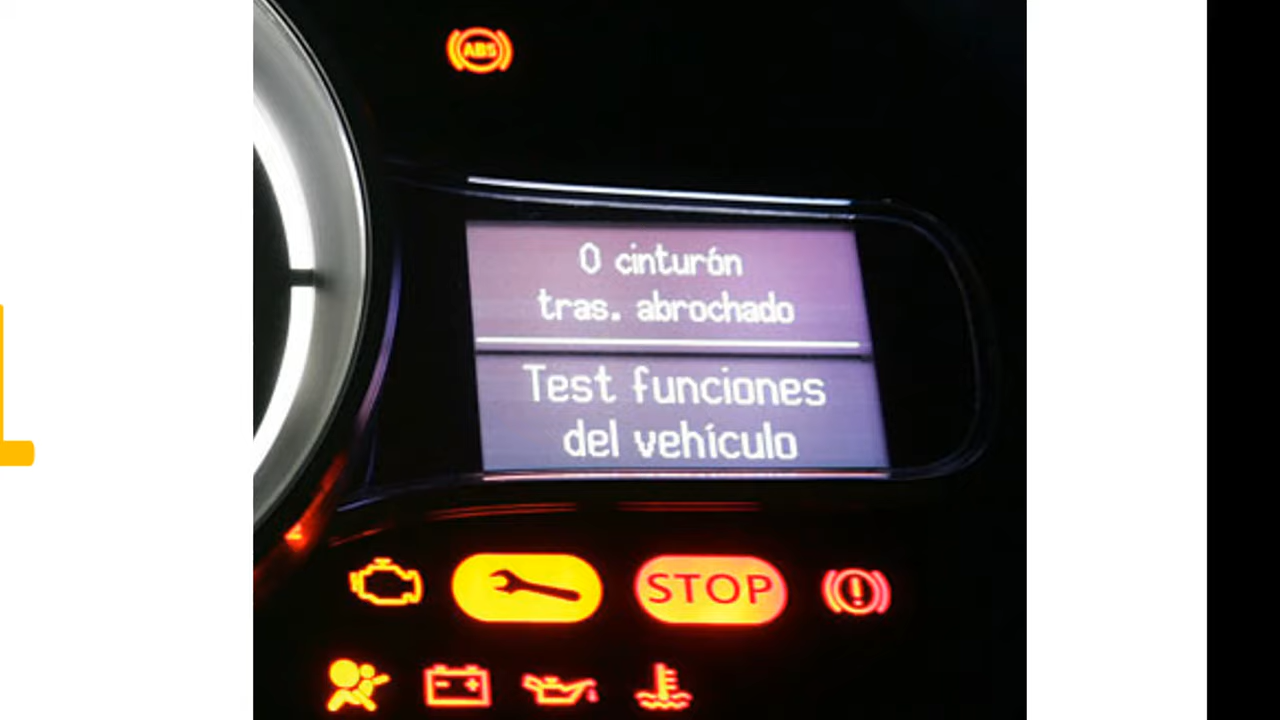 ABS
0 cinturón
tras. abrochado
Test funciones
del vehículo
STOP